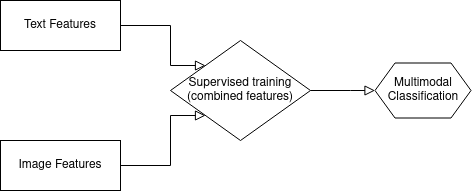 Text Features
Supervised training
(combined features)
Multimodal
Classification
Image Features